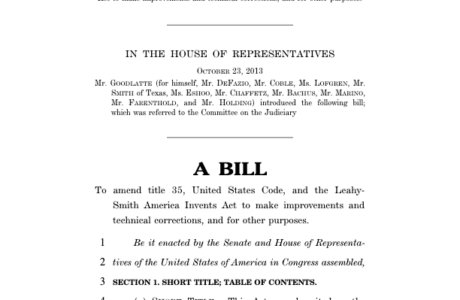 IN THE HOUSE OF REPRESENTATIVES
OCTOBER 23, 2013
Mr. GOODLATTE (for himself, Mr. DEFAZIO, Mr. COBLE, Ms. LOFGREN, Mr.
SMITH of Texas, Ms. ESHOO, Mr. CHAFFETZ, Mr. BACHUS, Mr. MARINO,
Mr. FARENTHOLD, and Mr. HOLDING) introduced the following bill;
which was referred to the Committee on the Judiciary
A BILL
To amend title 35, United States Code, and the Leahy-
Smith America Invents Act to make improvements and
technical corrections, and for other purposes.
1 Be it enacted by the Senate and House of Representa-
2 tives of the United States of America in Congress assembled,
3 SECTION 1. SHORT TITLE; TABLE OF CONTENTS.